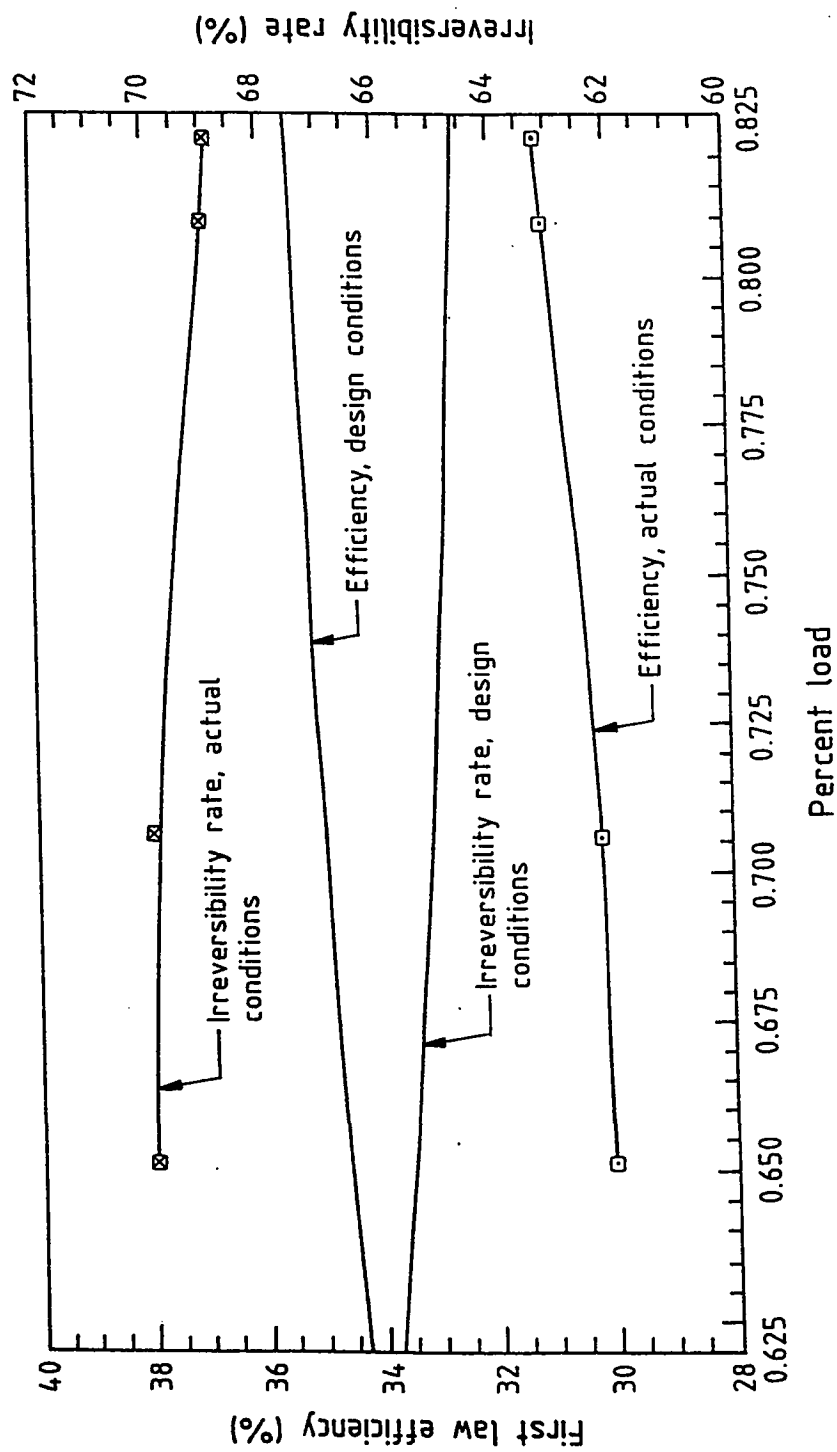 First law efficiency (%)
40
38
36
34
32
30
28
Irreversibility rate (%)
72
70
69
68
66
64
62
60
0.625
0.650
0.675
0.700
0.725
0.750
0.775
0.800
0.825
Percent load
Irreversibility rate, actual
conditions
Efficiency, design conditions
Irreversibility rate, design
conditions
Efficiency, actual conditions